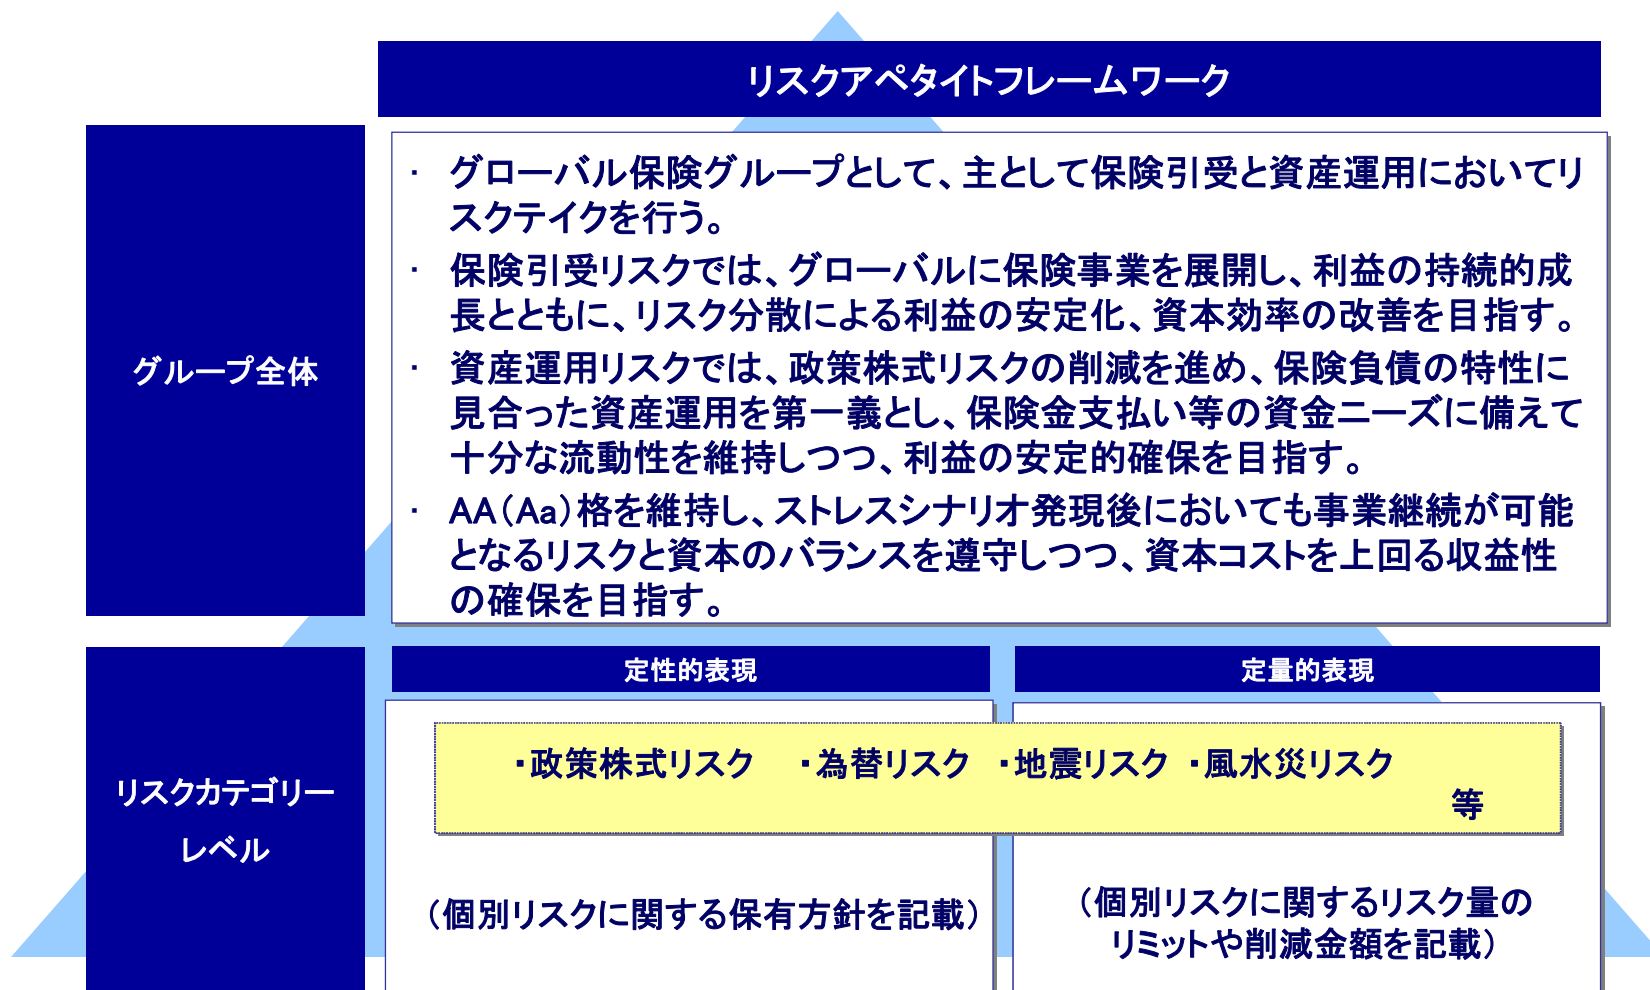 リスクアペタイトフレームワーク
グループ全体
・ グローバル保険グループとして、主として保険引受と資産運用においてリ
スクテイクを行う。
・ 保険引受リスクでは、グローバルに保険事業を展開し、利益の持続的成
長とともに、リスク分散による利益の安定化、資本効率の改善を目指す。
・ 資産運用リスクでは、政策株式リスクの削減を進め、保険負債の特性に
見合った資産運用を第一義とし、保険金支払い等の資金ニーズに備えて
十分な流動性を維持しつつ、利益の安定的確保を目指す。
・ AA(Aa)格を維持し、ストレスシナリオ発現後においても事業継続が可能
となるリスクと資本のバランスを遵守しつつ、資本コストを上回る収益性
の確保を目指す。
リスクカテゴリー
レベル
定性的表現
定量的表現
・政策株式リスク ・為替リスク ・地震リスク ・風水災リスク
等
(個別リスクに関する保有方針を記載)
(個別リスクに関するリスク量の
リミットや削減金額を記載)